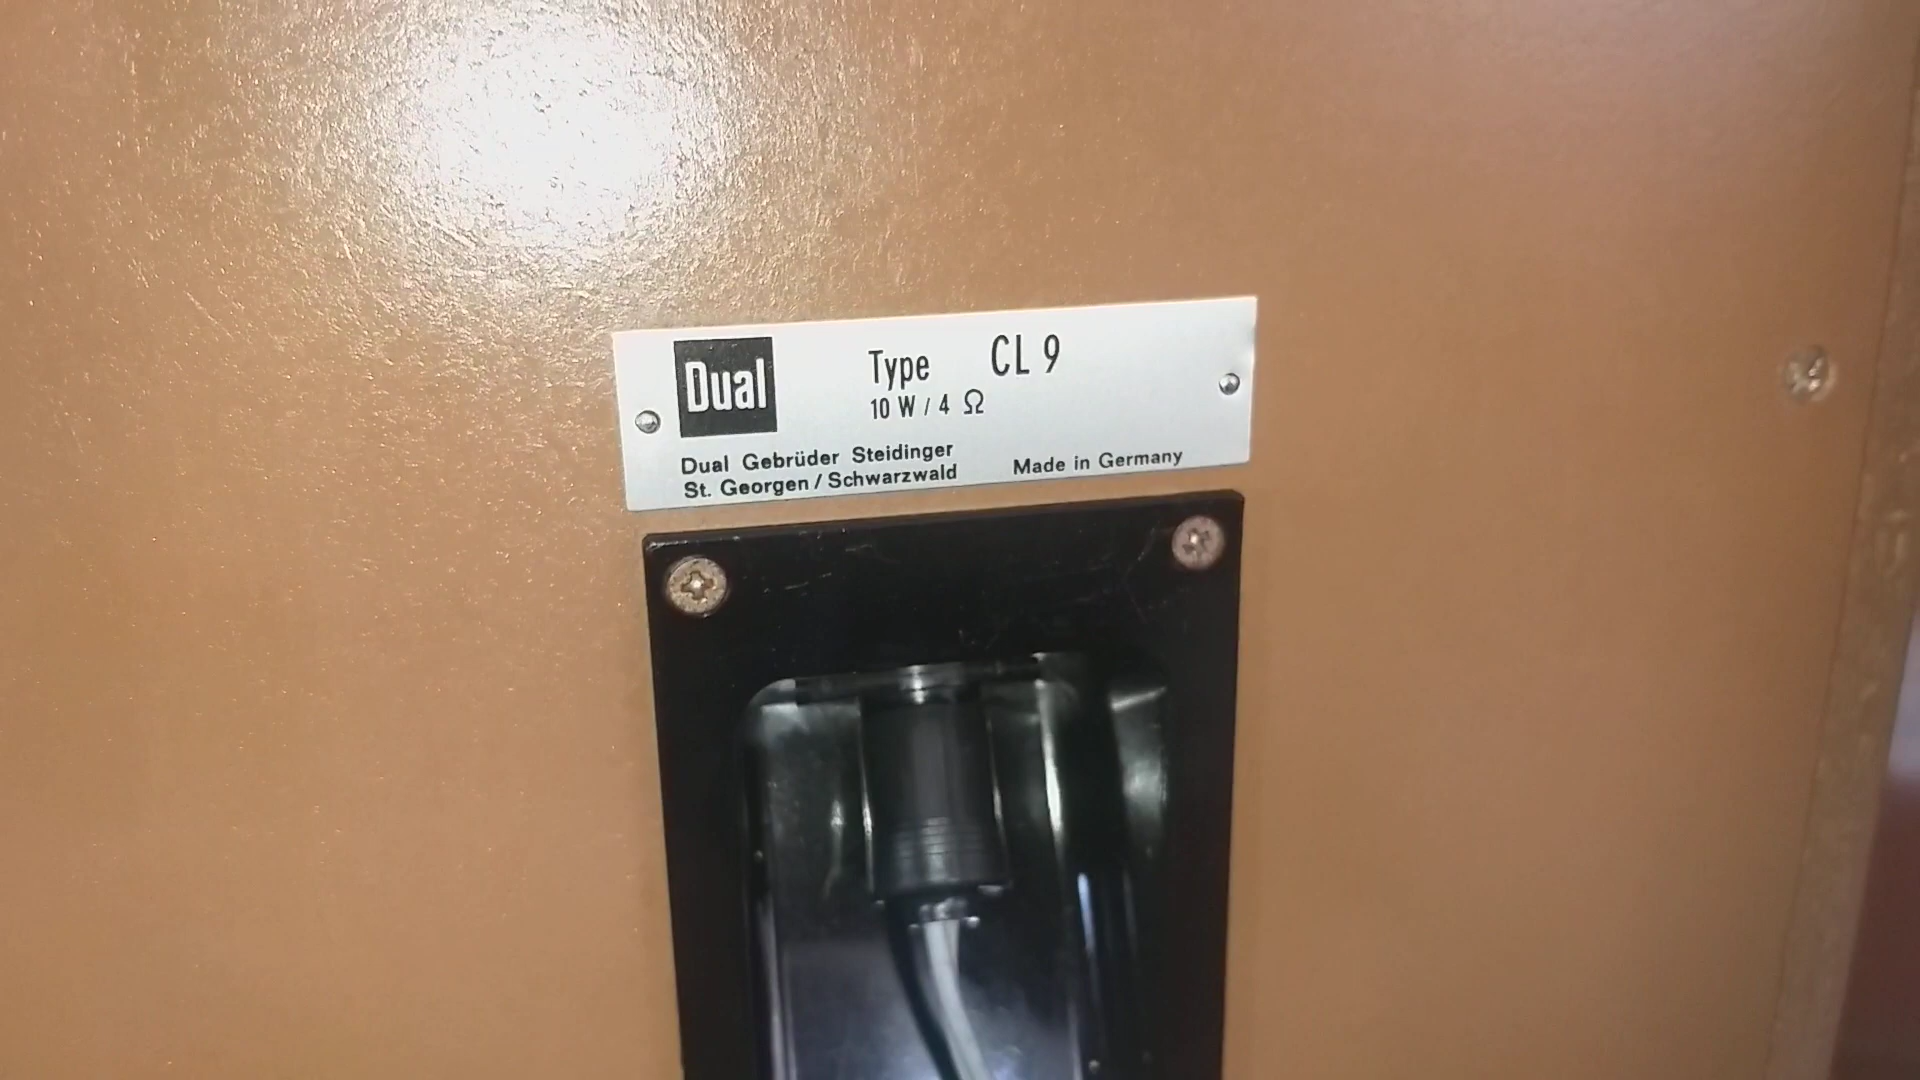 Dual
Type CL 9
10 W / 4 Ω
Dual Gebrüder Steidinger
St. Georgen / Schwarzwald
Made in Germany